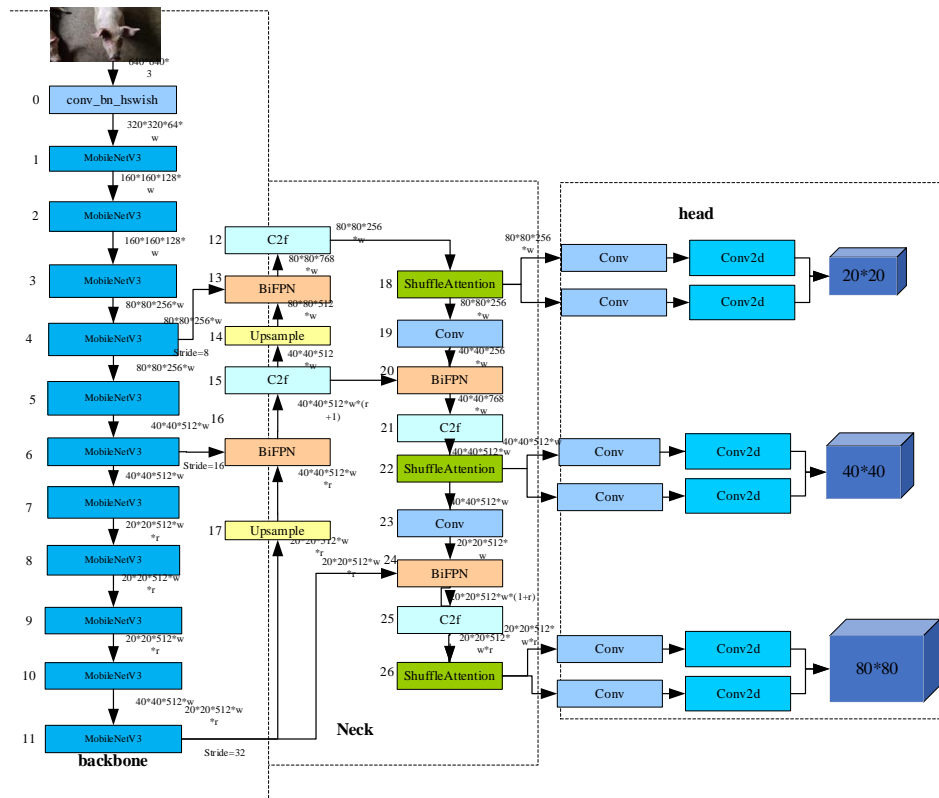 640*640*
3
0
conv_bn_hswish
320*320*64*
w
1
MobileNetV3
160*160*128*
w
2
MobileNetV3
160*160*128*
w
3
MobileNetV3
80*80*256*w
4
MobileNetV3
80*80*256*w
Stride=8
80*80*256*w
5
MobileNetV3
40*40*512*w
6
MobileNetV3
Stride=16
40*40*512*w
7
MobileNetV3
20*20*512*w
*r
8
MobileNetV3
20*20*512*w
*r
9
MobileNetV3
20*20*512*w
*r
10
MobileNetV3
40*40*512*w
20*20*512*w
*r
11
MobileNetV3
Stride=32
backbone
12
C2f
80*80*256
*w
80*80*768
*w
13
BiFPN
80*80*512
*w
14
Upsample
40*40*512
*w
15
C2f
40*40*512*w*(r
+1)
16
BiFPN
40*40*512*w
*r
17
Upsample
20*20*512*w
*r
20*20*512*w
*r
18
ShuffleAttention
80*80*256
*w
19
Conv
40*40*256
*w
20
BiFPN
40*40*768
*w
21
C2f
40*40*512*w
22
ShuffleAttention
40*40*512*w
23
Conv
20*20*512*
w
24
BiFPN
20*20*512*w*(1+r)
25
C2f
20*20*512*
w*r
26
ShuffleAttention
Neck
head
80*80*256
*w
Conv
Conv2d
Conv
Conv2d
20*20
40*40*512*w
Conv
Conv2d
Conv
Conv2d
40*40
20*20*512*
w*r
Conv
Conv2d
Conv
Conv2d
80*80